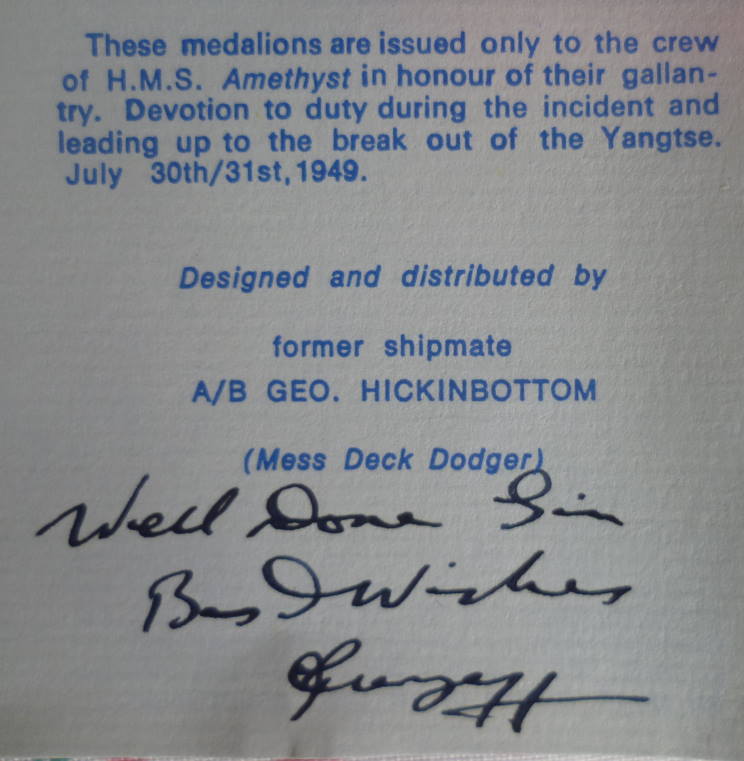 These medalions are issued only to the crew
of H.M.S. Amethyst in honour of their gallan-
try. Devotion to duty during the incident and
leading up to the break out of the Yangtse.
July 30th/31st, 1949.
Designed and distributed by
former shipmate
A/B GEO. HICKINBOTTOM
(Mess Deck Dodger)
Well Done Sir
Best Wishes